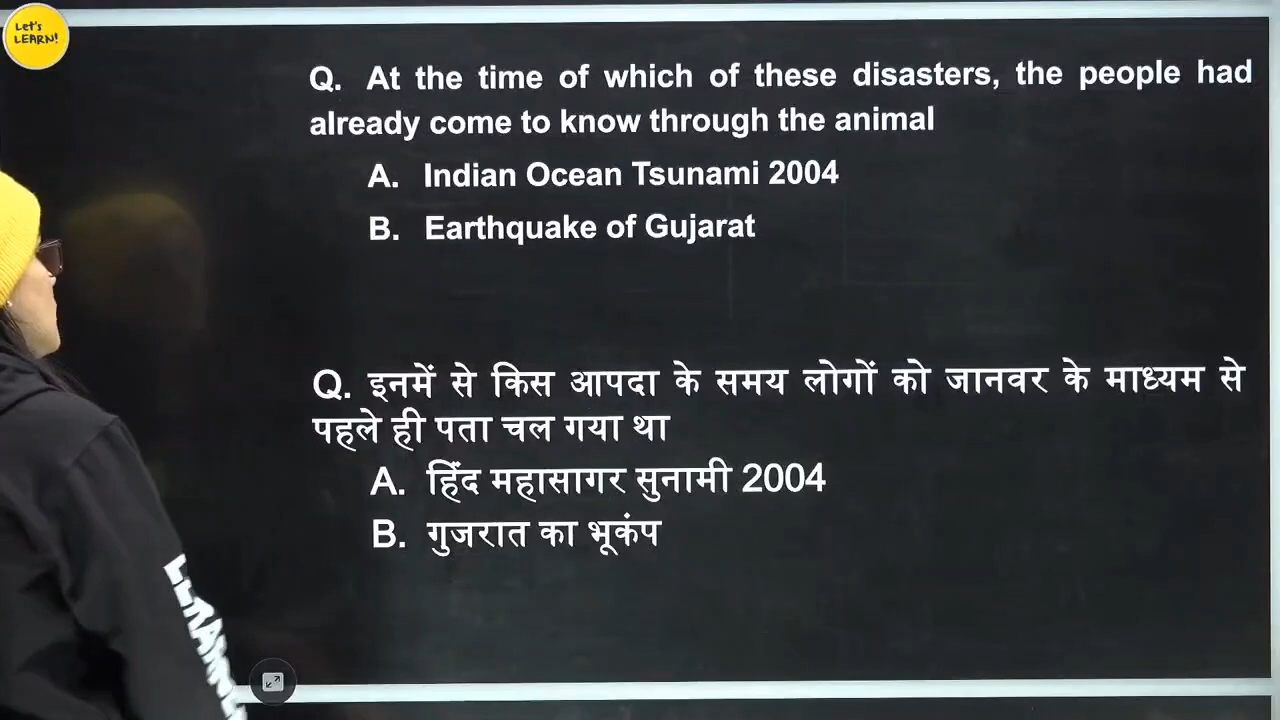 Let's
LEARN!
Q. At the time of which of these disasters, the people had
already come to know through the animal
A. Indian Ocean Tsunami 2004
B. Earthquake of Gujarat
Q. इनमें से किस आपदा के समय लोगों को जानवर के माध्यम से
पहले ही पता चल गया था
A. हिंद महासागर सुनामी 2004
B. गुजरात का भूकंप